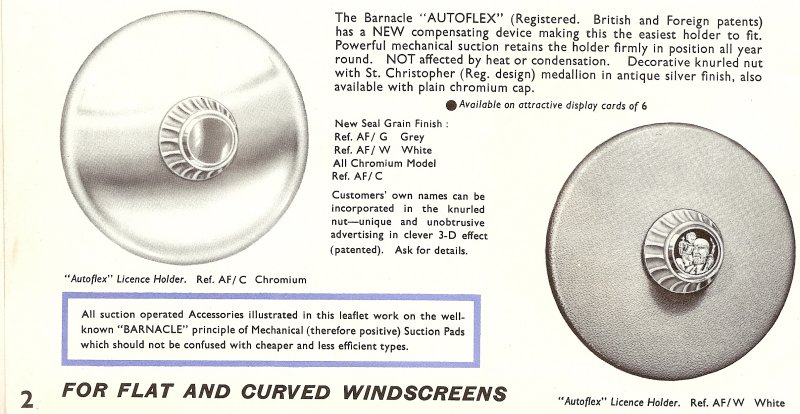 The Barnacle "AUTOFLEX" (Registered. British and Foreign patents)
has a NEW compensating device making this the easiest holder to fit.
Powerful mechanical suction retains the holder firmly in position all year
round. NOT affected by heat or condensation. Decorative knurled nut
with St. Christopher (Reg. design) medallion in antique silver finish, also
available with plain chromium cap.
Available on attractive display cards of 6
New Seal Grain Finish :
Ref. AF/G Grey
Ref. AF/W White
All Chromium Model
Ref. AF/C
Customers' own names can be
incorporated in the knurled
nut—unique and unobtrusive
advertising in clever 3-D effect
(patented). Ask for details.
"Autoflex" Licence Holder. Ref. AF/C Chromium
All suction operated Accessories illustrated in this leaflet work on the well-
known "BARNACLE" principle of Mechanical (therefore positive) Suction Pads
which should not be confused with cheaper and less efficient types.
2 FOR FLAT AND CURVED WINDSCREENS
"Autoflex" Licence Holder. Ref. AF/W White